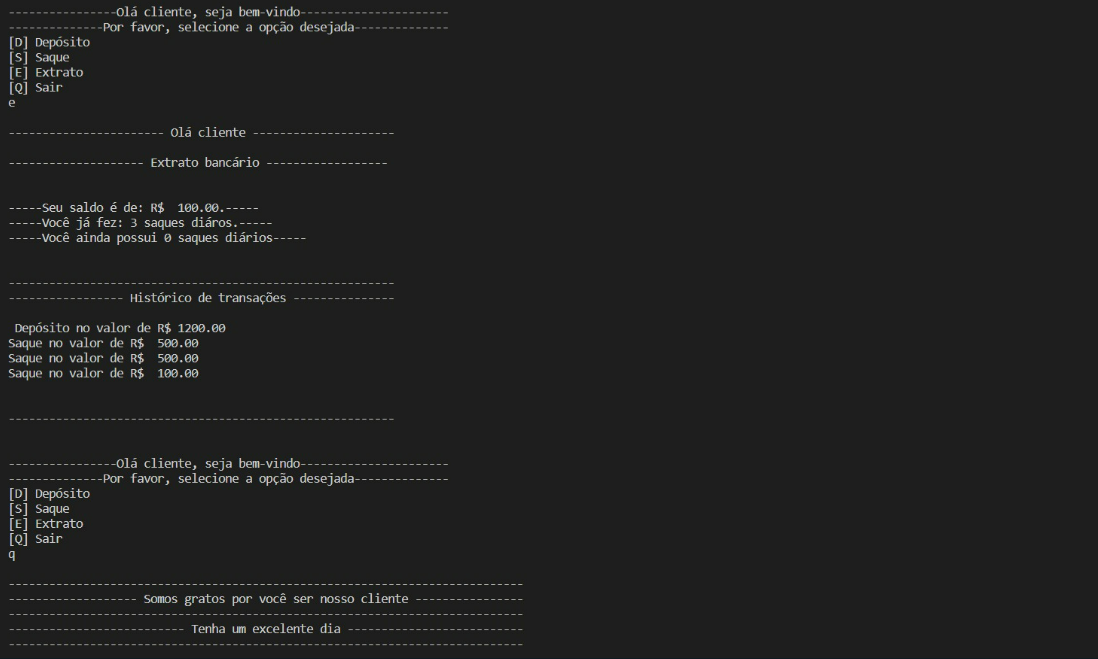 ----------------Olá cliente, seja bem-vindo----------------------
--------------Por favor, selecione a opção desejada--------------
[D] Depósito
[S] Saque
[E] Extrato
[Q] Sair
e
----------------------- Olá cliente ---------------------
-------------------- Extrato bancário ------------------
-----Seu saldo é de: R$  100.00.-----
-----Você já fez: 3 saques diáros.-----
-----Você ainda possui 0 saques diários-----
---------------------------------------------------------
----------------- Histórico de transações ---------------
 Depósito no valor de R$ 1200.00
Saque no valor de R$  500.00
Saque no valor de R$  500.00
Saque no valor de R$  100.00
---------------------------------------------------------
----------------Olá cliente, seja bem-vindo----------------------
--------------Por favor, selecione a opção desejada--------------
[D] Depósito
[S] Saque
[E] Extrato
[Q] Sair
q
----------------------------------------------------------------------------
------------------- Somos gratos por você ser nosso cliente ----------------
----------------------------------------------------------------------------
-------------------------- Tenha um excelente dia --------------------------
----------------------------------------------------------------------------